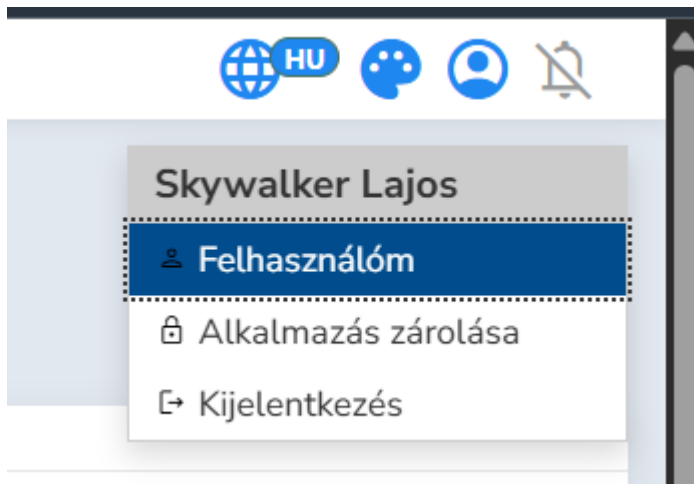 HU
Skywalker Lajos
Felhasználóm
Alkalmazás zárolása
Kijelentkezés